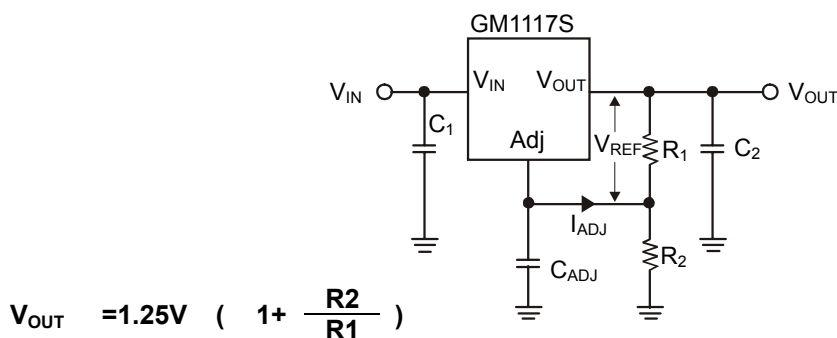 GM1117S
V_IN V_IN V_OUT V_OUT
C₁ Adj V_REF R₁ C₂
I_ADJ
C_ADJ R₂
V_OUT =1.25V ( 1+ R2/R1 )